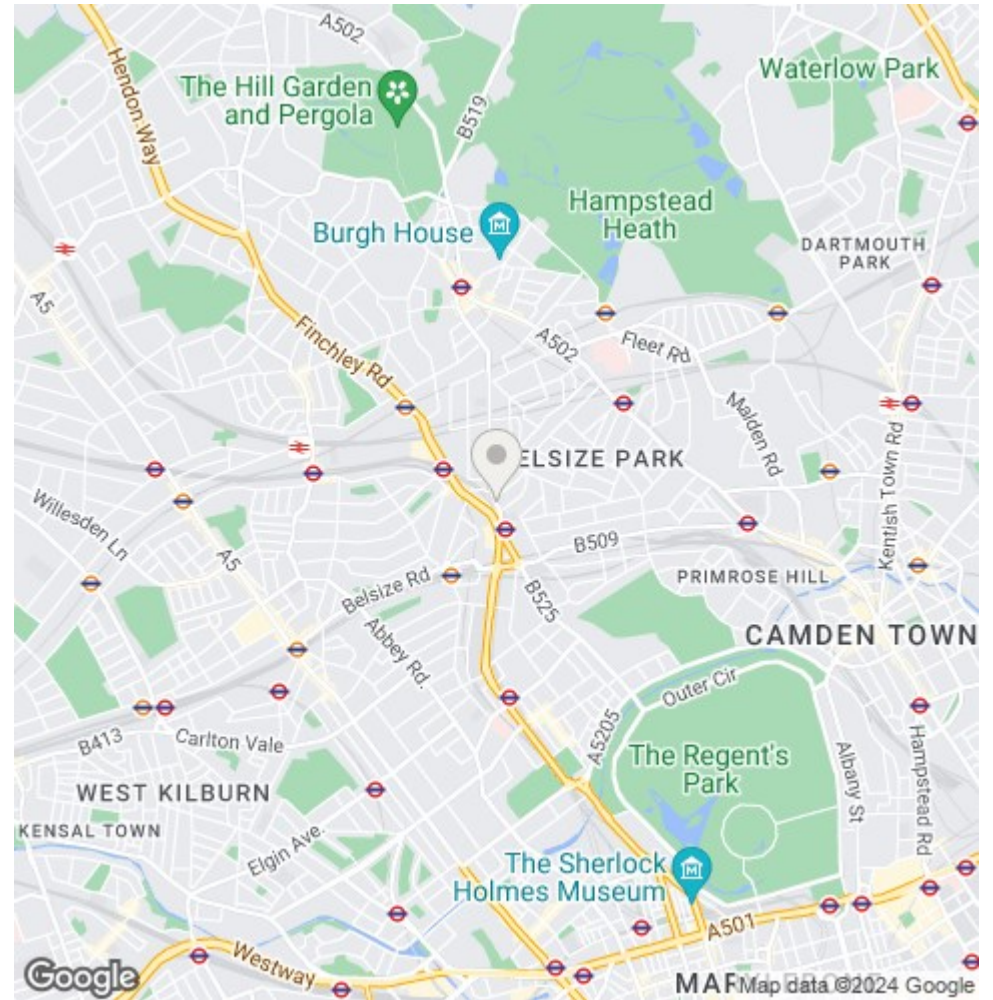 A502
Hendon Way
The Hill Garden
and Pergola
B519
Waterlow Park
Burgh House
Hampstead
Heath
DARTMOUTH
PARK
A5
A502
Fleet Rd
Finchley Rd
Malden Rd
ELSIZE PARK
Kentish Town Rd
Willesden Ln
A5
B509
Belsize Rd
B525
PRIMROSE HILL
Abbey Rd.
CAMDEN TOWN
Outer Cir
A5205
B413
Carlton Vale
The Regent's
Park
Albany St
Hampstead Rd
WEST KILBURN
KENSAL TOWN
Elgin Ave.
The Sherlock
Holmes Museum
A501
Westway
Google
MAR
Map data ©2024 Google